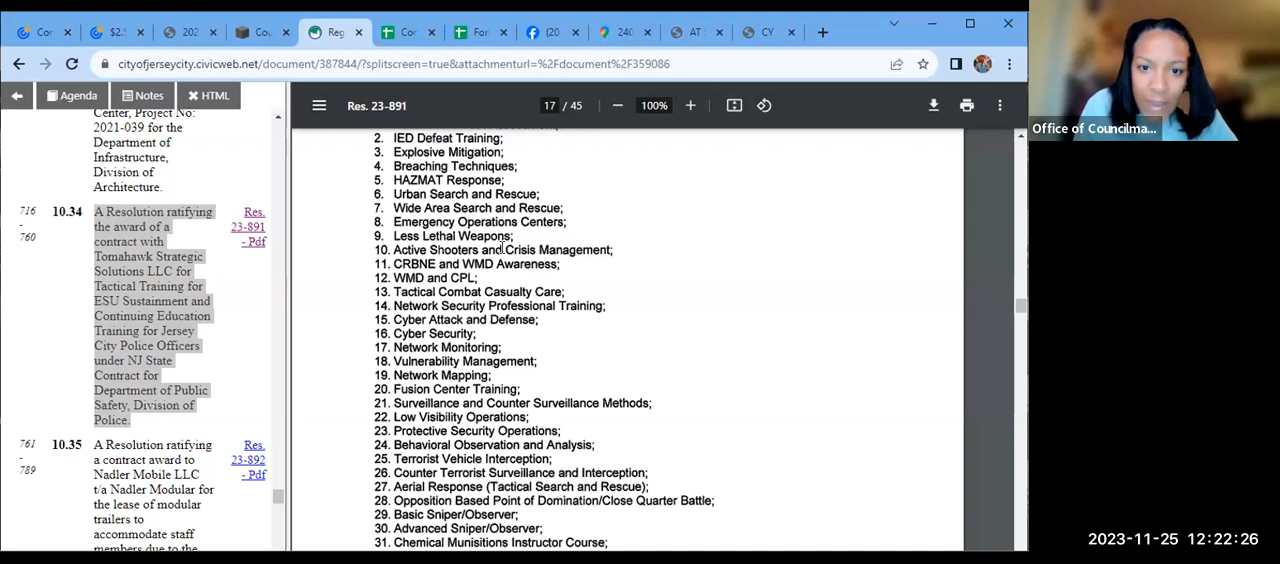 Cor
$2.5
202
Cou
Reg
Cor
For
(20
240
AT S
CY
cityofjerseycity.civicweb.net/document/387844/?splitscreen=true&attachmenturl=%2Fdocument%2F359086
Agenda
Notes
HTML
Res. 23-891
17 / 45
100%
Office of Councilma...
Center, Project No:
2021-039 for the
Department of
Infrastructure,
Division of
Architecture.
716
-
760
10.34
A Resolution ratifying
the award of a
contract with
Tomahawk Strategic
Solutions LLC for
Tactical Training for
ESU Sustainment and
Continuing Education
Training for Jersey
City Police Officers
under NJ State
Contract for
Department of Public
Safety, Division of
Police.
Res.
23-891
- Pdf
761
-
789
10.35
A Resolution ratifying
a contract award to
Nadler Mobile LLC
t/a Nadler Modular for
the lease of modular
trailers to
accommodate staff
members due to the
Res.
23-892
- Pdf
2. IED Defeat Training;
3. Explosive Mitigation;
4. Breaching Techniques;
5. HAZMAT Response;
6. Urban Search and Rescue;
7. Wide Area Search and Rescue;
8. Emergency Operations Centers;
9. Less Lethal Weapons;
10. Active Shooters and Crisis Management;
11. CRBNE and WMD Awareness;
12. WMD and CPL;
13. Tactical Combat Casualty Care;
14. Network Security Professional Training;
15. Cyber Attack and Defense;
16. Cyber Security;
17. Network Monitoring;
18. Vulnerability Management;
19. Network Mapping;
20. Fusion Center Training;
21. Surveillance and Counter Surveillance Methods;
22. Low Visibility Operations;
23. Protective Security Operations;
24. Behavioral Observation and Analysis;
25. Terrorist Vehicle Interception;
26. Counter Terrorist Surveillance and Interception;
27. Aerial Response (Tactical Search and Rescue);
28. Opposition Based Point of Domination/Close Quarter Battle;
29. Basic Sniper/Observer;
30. Advanced Sniper/Observer;
31. Chemical Munisitions Instructor Course;
2023-11-25 12:22:26